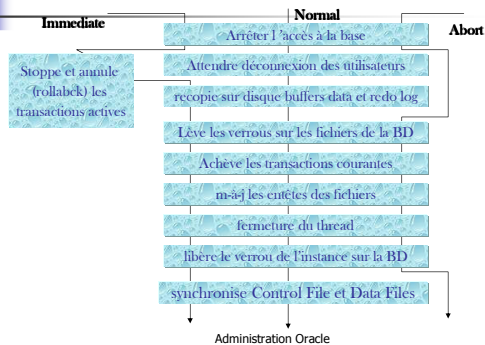 Immediate
Normal
Abort
Arrêter l 'accès à la base
Stoppe et annule
(rollabck) les
transactions actives
Attendre déconnexion des utilisateurs
recopie sur disque buffers data et redo log
Lève les verrous sur les fichiers de la BD
Achève les transactions courantes
m-à-j les entêtes des fichiers
fermeture du thread
libère le verrou de l'instance sur la BD
synchronise Control File et Data Files
Administration Oracle